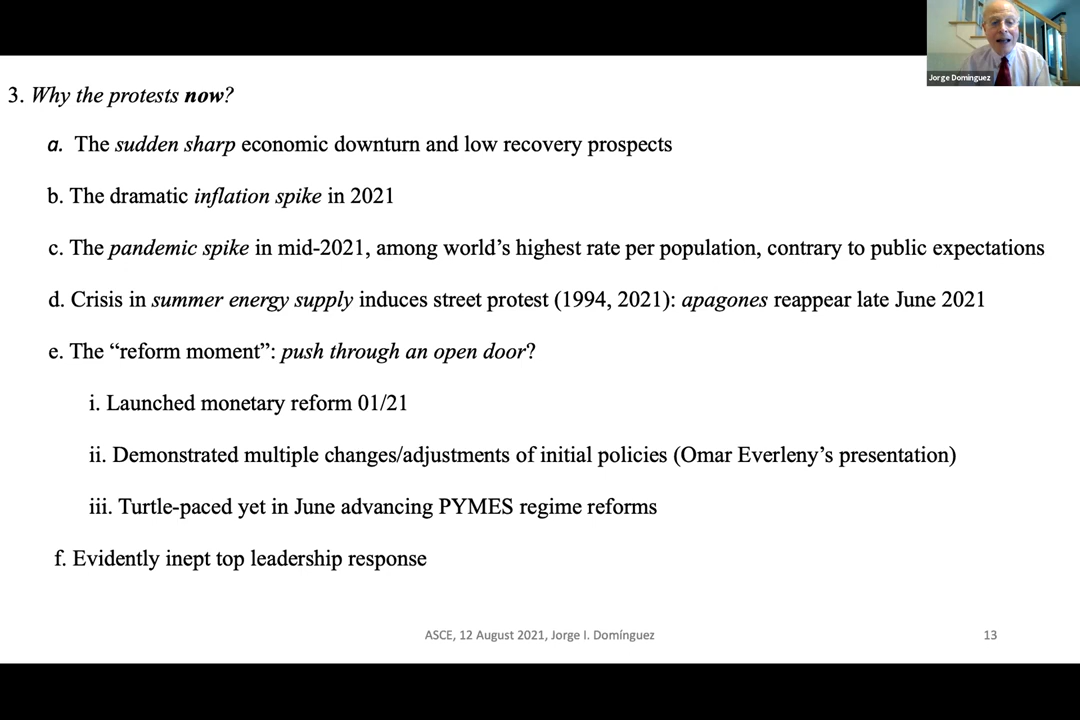 Jorge Dominguez
3. Why the protests now?
a. The sudden sharp economic downturn and low recovery prospects
b. The dramatic inflation spike in 2021
c. The pandemic spike in mid-2021, among world’s highest rate per population, contrary to public expectations
d. Crisis in summer energy supply induces street protest (1994, 2021): apagones reappear late June 2021
e. The “reform moment”: push through an open door?
i. Launched monetary reform 01/21
ii. Demonstrated multiple changes/adjustments of initial policies (Omar Everleny’s presentation)
iii. Turtle-paced yet in June advancing PYMES regime reforms
f. Evidently inept top leadership response
ASCE, 12 August 2021, Jorge I. Domínguez
13